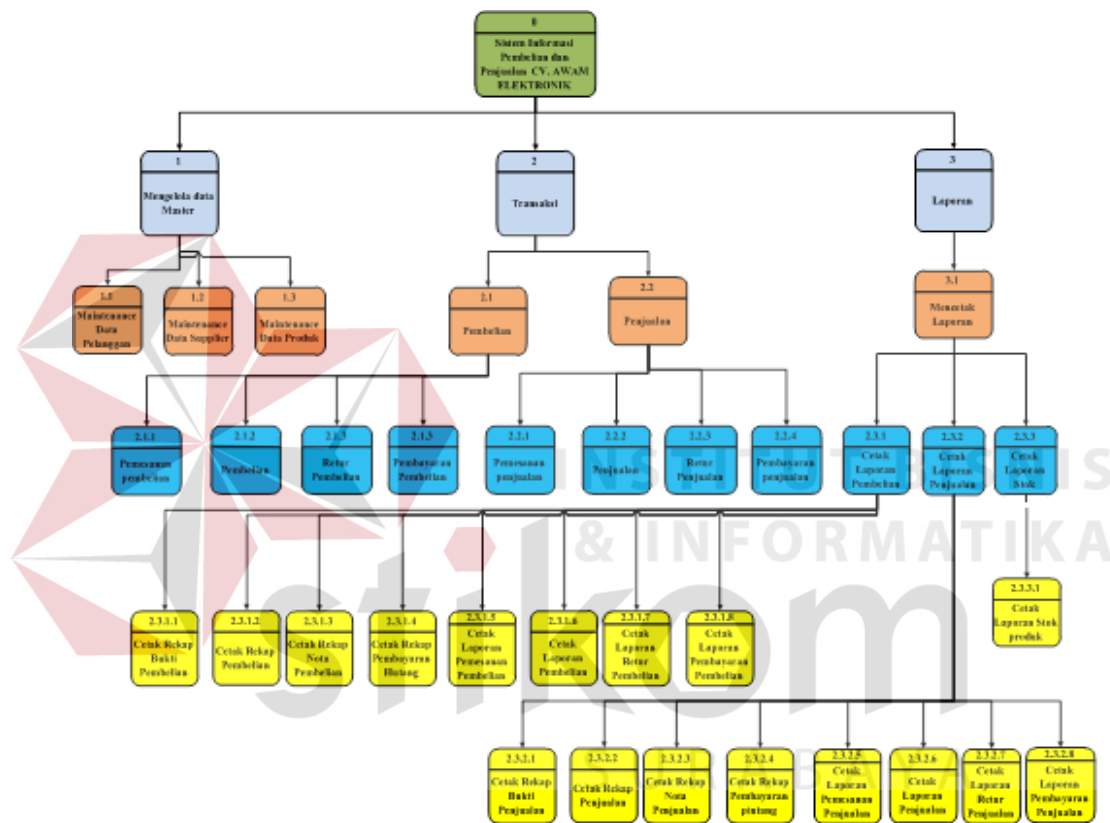 0
Sistem Informasi
Pembelian dan
Penjualan CV. AWAM
ELEKTRONIK
1
Mengelola data
Master
2
Transaksi
3
Laporan
1.1
Maintenance
Data
Pelanggan
1.2
Maintenance
Data Supplier
1.3
Maintenance
Data Produk
2.1
Pembelian
2.2
Penjualan
3.1
Mencetak
Laporan
2.1.1
Pemesanan
pembelian
2.1.2
Pembelian
2.1.3
Retur
Pembelian
2.1.3
Pembayaran
Pembelian
2.2.1
Pemesanan
penjualan
2.2.2
Penjualan
2.2.3
Retur
Penjualan
2.2.4
Pembayaran
penjualan
2.3.1
Cetak
Laporan
Pembelian
2.3.2
Cetak
Laporan
Penjualan
2.3.3
Cetak
Laporan
Stok
INSTITUT BISNIS
& INFORMATIKA
stikom
SURABAYA
2.3.3.1
Cetak
Laporan Stok
produk
2.3.1.1
Cetak Rekap
Bukti
Pembelian
2.3.1.2
Cetak Rekap
Pembelian
2.3.1.3
Cetak Rekap
Nota
Pembelian
2.3.1.4
Cetak Rekap
Pembayaran
Hutang
2.3.1.5
Cetak
Laporan
Pemesanan
Pembelian
2.3.1.6
Cetak
Laporan
Pembelian
2.3.1.7
Cetak
Laporan
Retur
Pembelian
2.3.1.8
Cetak
Laporan
Pembayaran
Pembelian
2.3.2.1
Cetak Rekap
Bukti
Penjualan
2.3.2.2
Cetak Rekap
Penjualan
2.3.2.3
Cetak Rekap
Nota
Penjualan
2.3.2.4
Cetak Rekap
Pembayaran
pintang
2.3.2.5
Cetak
Laporan
Pemesanan
Penjualan
2.3.2.6
Cetak
Laporan
Penjualan
2.3.2.7
Cetak
Laporan
Retur
Penjualan
2.3.2.8
Cetak
Laporan
Pembayaran
Penjualan